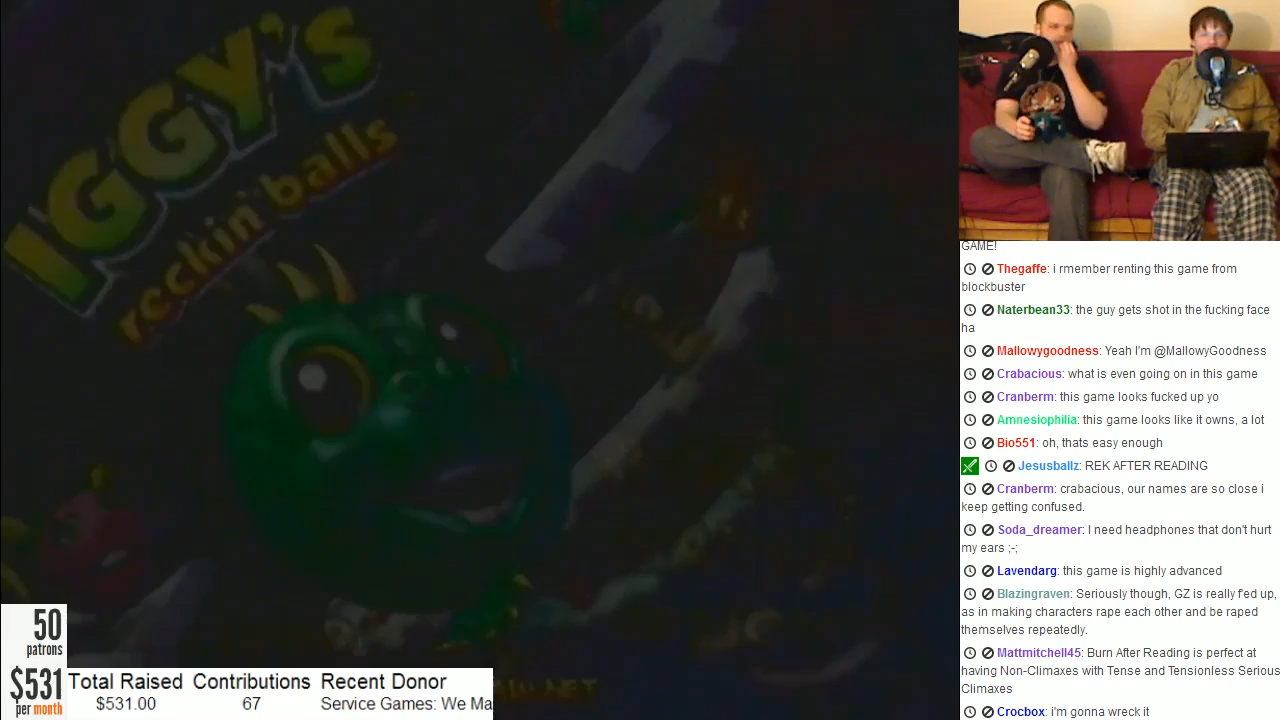 IGGY'S
reckin' balls
GAME!
Thegaffe: i rmember renting this game from
blockbuster
Naterbean33: the guy gets shot in the fucking face
ha
Mallowygoodness: Yeah I'm @MallowyGoodness
Crabacious: what is even going on in this game
Cranberm: this game looks fucked up yo
Amnesiophilia: this game looks like it owns, a lot
Bio551: oh, thats easy enough
Jesusballz: REK AFTER READING
Cranberm: crabacious, our names are so close i
keep getting confused.
Soda_dreamer: I need headphones that don't hurt
my ears ;-;
Lavendarg: this game is highly advanced
Blazingraven: Seriously though, GZ is really f'ed up,
as in making characters rape each other and be raped
themselves repeatedly.
Mattmitchell45: Burn After Reading is perfect at
having Non-Climaxes with Tense and Tensionless Serious
Climaxes
Crocbox: i'm gonna wreck it
50
patrons
$531
per month
Total Raised Contributions Recent Donor
$531.00 67 Service Games: We Ma